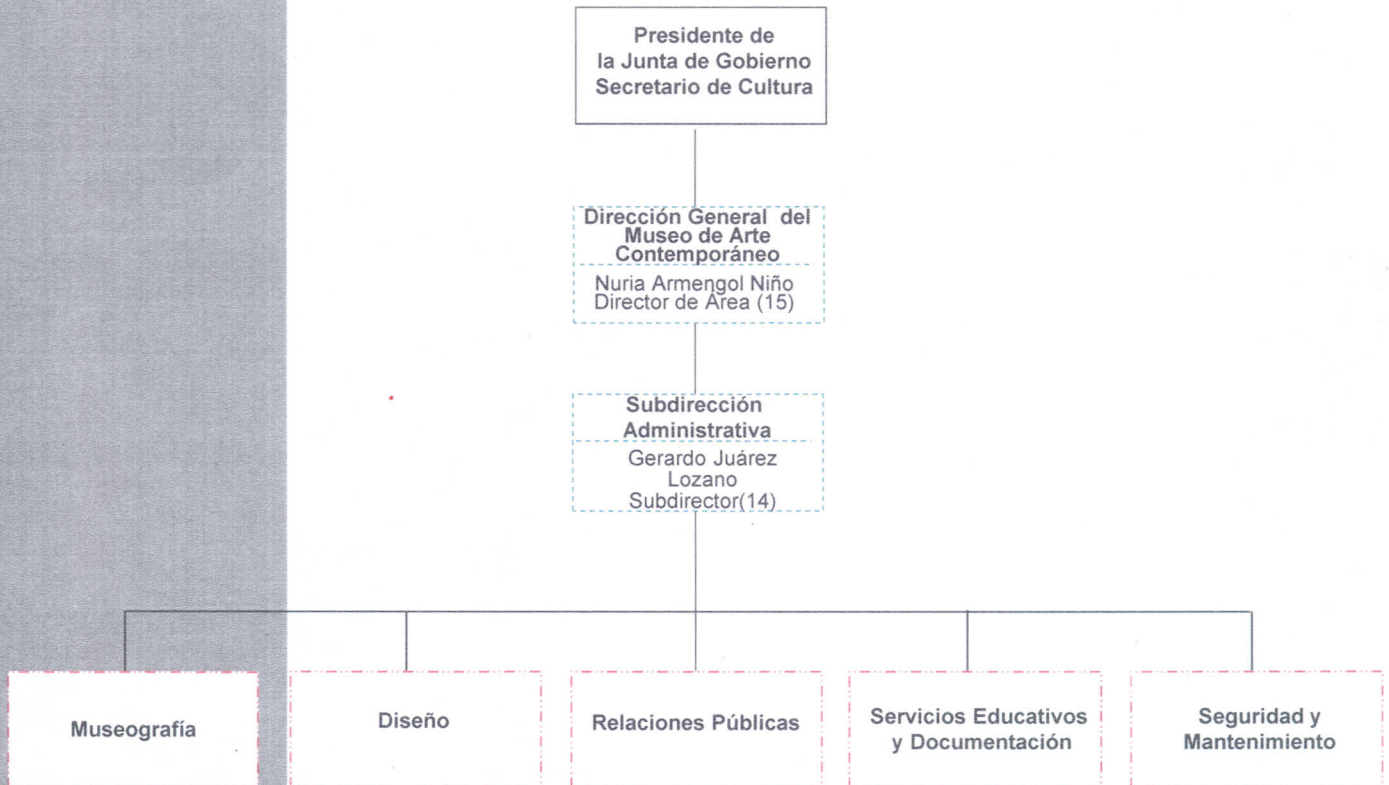 Presidente de
la Junta de Gobierno
Secretario de Cultura
Dirección General del
Museo de Arte
Contemporáneo
Nuria Armengol Niño
Director de Área (15)
Subdirección
Administrativa
Gerardo Juárez
Lozano
Subdirector(14)
Museografía
Diseño
Relaciones Públicas
Servicios Educativos
y Documentación
Seguridad y
Mantenimiento